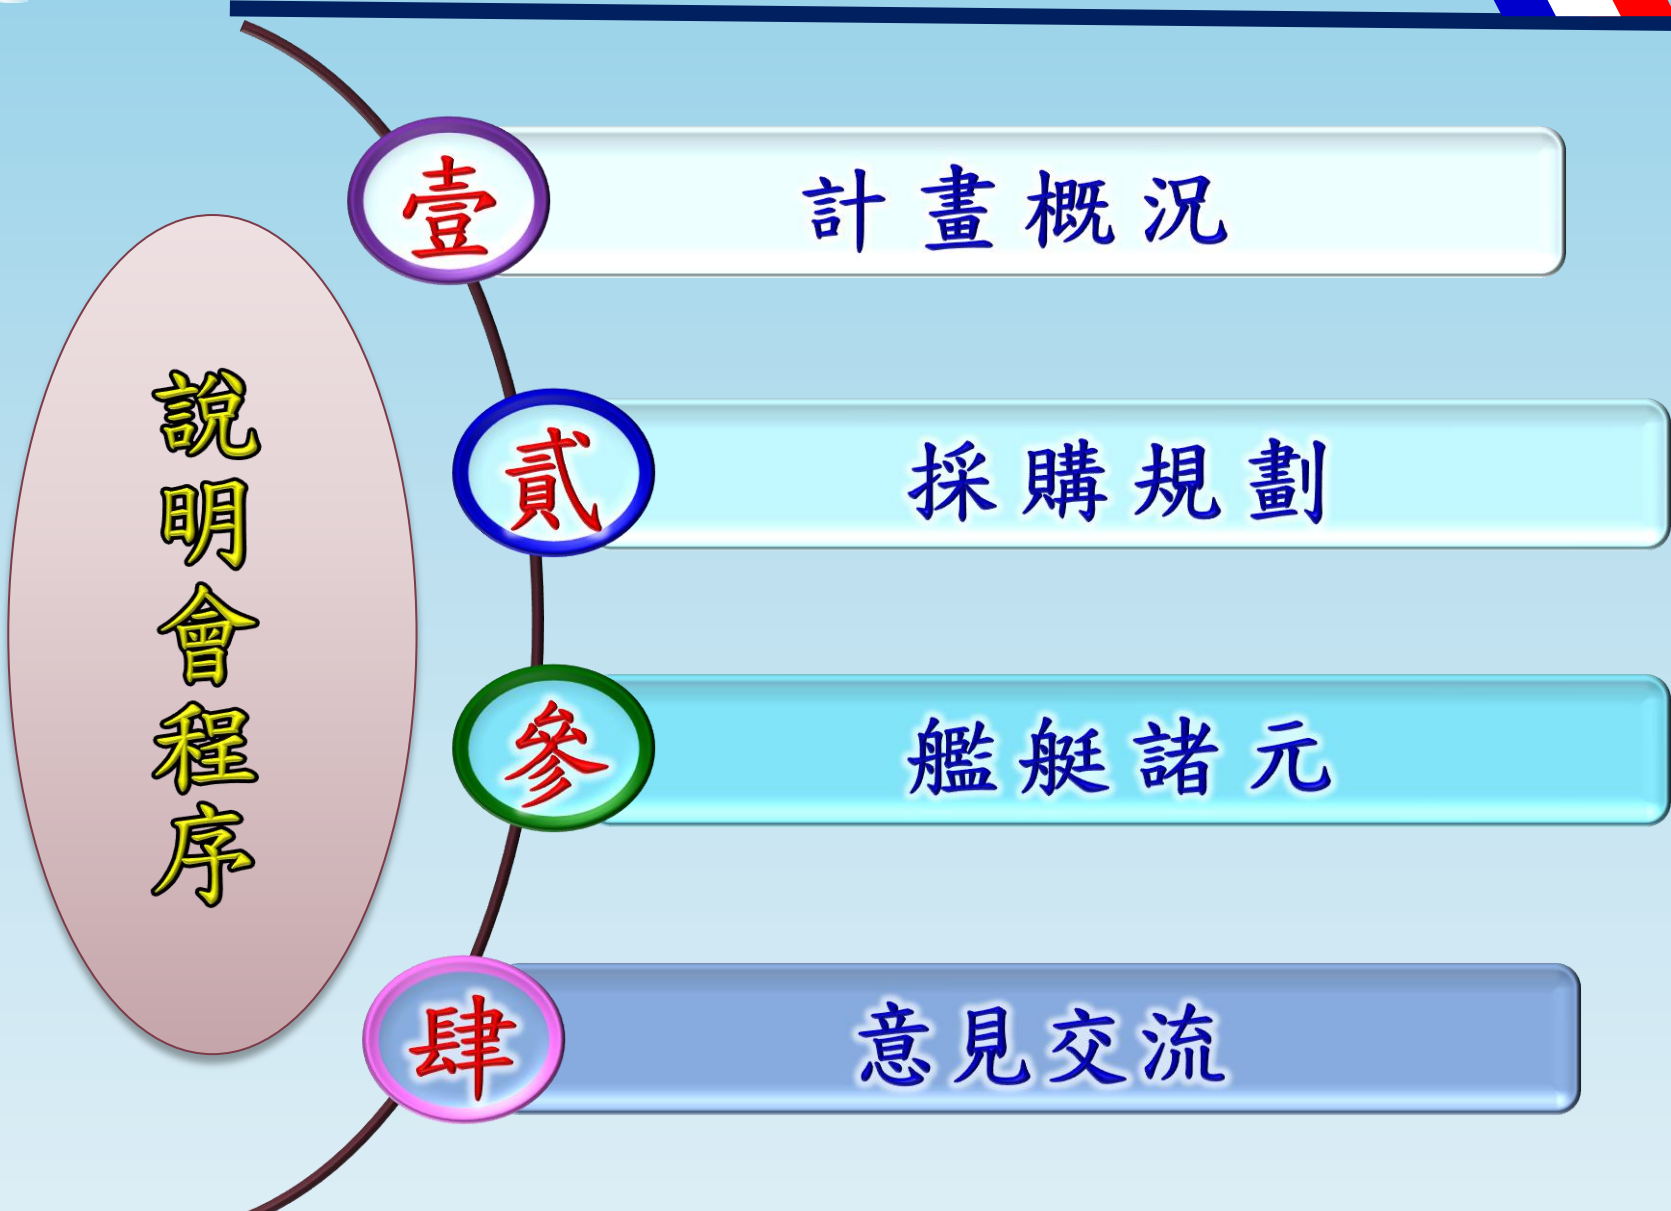 說明會程序
壹 計畫概況
貳 採購規劃
參 艦艇諸元
肆 意見交流